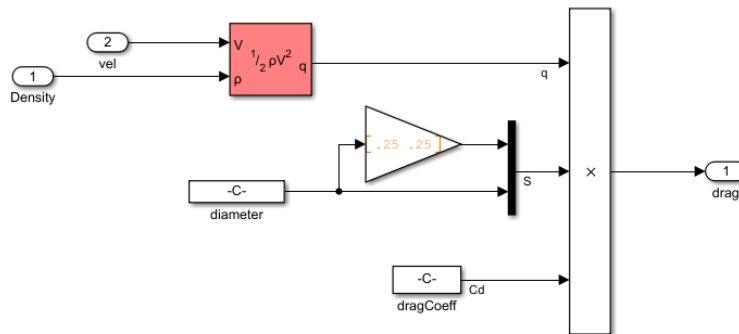 2
vel
1
Density
V
ρ
1/2 ρV²
q
q
[ .25 .25 ]
-C-
diameter
S
-C-
dragCoeff
Cd
×
1
drag